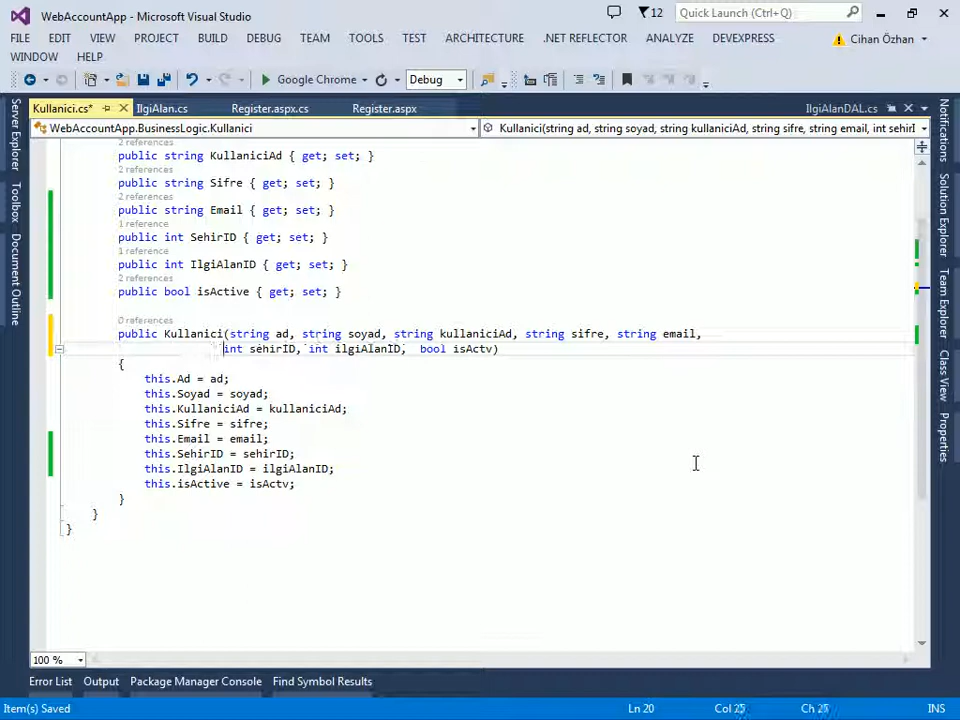 WebAccountApp - Microsoft Visual Studio
12
Quick Launch (Ctrl+Q)
FILE EDIT VIEW PROJECT BUILD DEBUG TEAM TOOLS TEST ARCHITECTURE .NET REFLECTOR ANALYZE DEVEXPRESS
Cihan Özhan
WINDOW HELP
Google Chrome Debug
Kullanici.cs* IlgiAlan.cs Register.aspx.cs Register.aspx IlgiAlanDAL.cs
WebAccountApp.BusinessLogic.Kullanici Kullanici(string ad, string soyad, string kullaniciAd, string sifre, string email, int sehirI
Server Explorer
Toolbox
Document Outline
public string KullaniciAd { get; set; }
2 references
public string Sifre { get; set; }
2 references
public string Email { get; set; }
1 reference
public int SehirID { get; set; }
1 reference
public int IlgiAlanID { get; set; }
2 references
public bool isActive { get; set; }
0 references
public Kullanici(string ad, string soyad, string kullaniciAd, string sifre, string email,
int sehirID, int ilgiAlanID, bool isActv)
{
this.Ad = ad;
this.Soyad = soyad;
this.KullaniciAd = kullaniciAd;
this.Sifre = sifre;
this.Email = email;
this.SehirID = sehirID;
this.IlgiAlanID = ilgiAlanID;
this.isActive = isActv;
}
}
}
Notifications
Solution Explorer
Team Explorer
Class View
Properties
100 %
Error List Output Package Manager Console Find Symbol Results
Item(s) Saved Ln 20 Col 25 INS